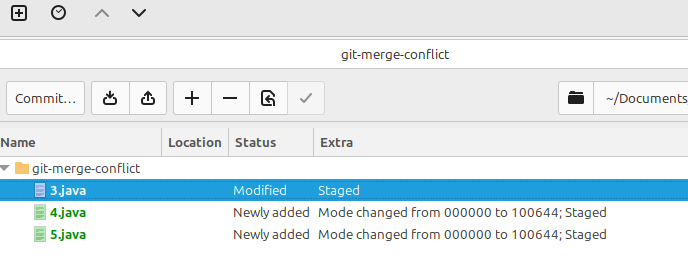 git-merge-conflict
Commit... ~/Documents
Name Location Status Extra
git-merge-conflict
3.java Modified Staged
4.java Newly added Mode changed from 000000 to 100644; Staged
5.java Newly added Mode changed from 000000 to 100644; Staged